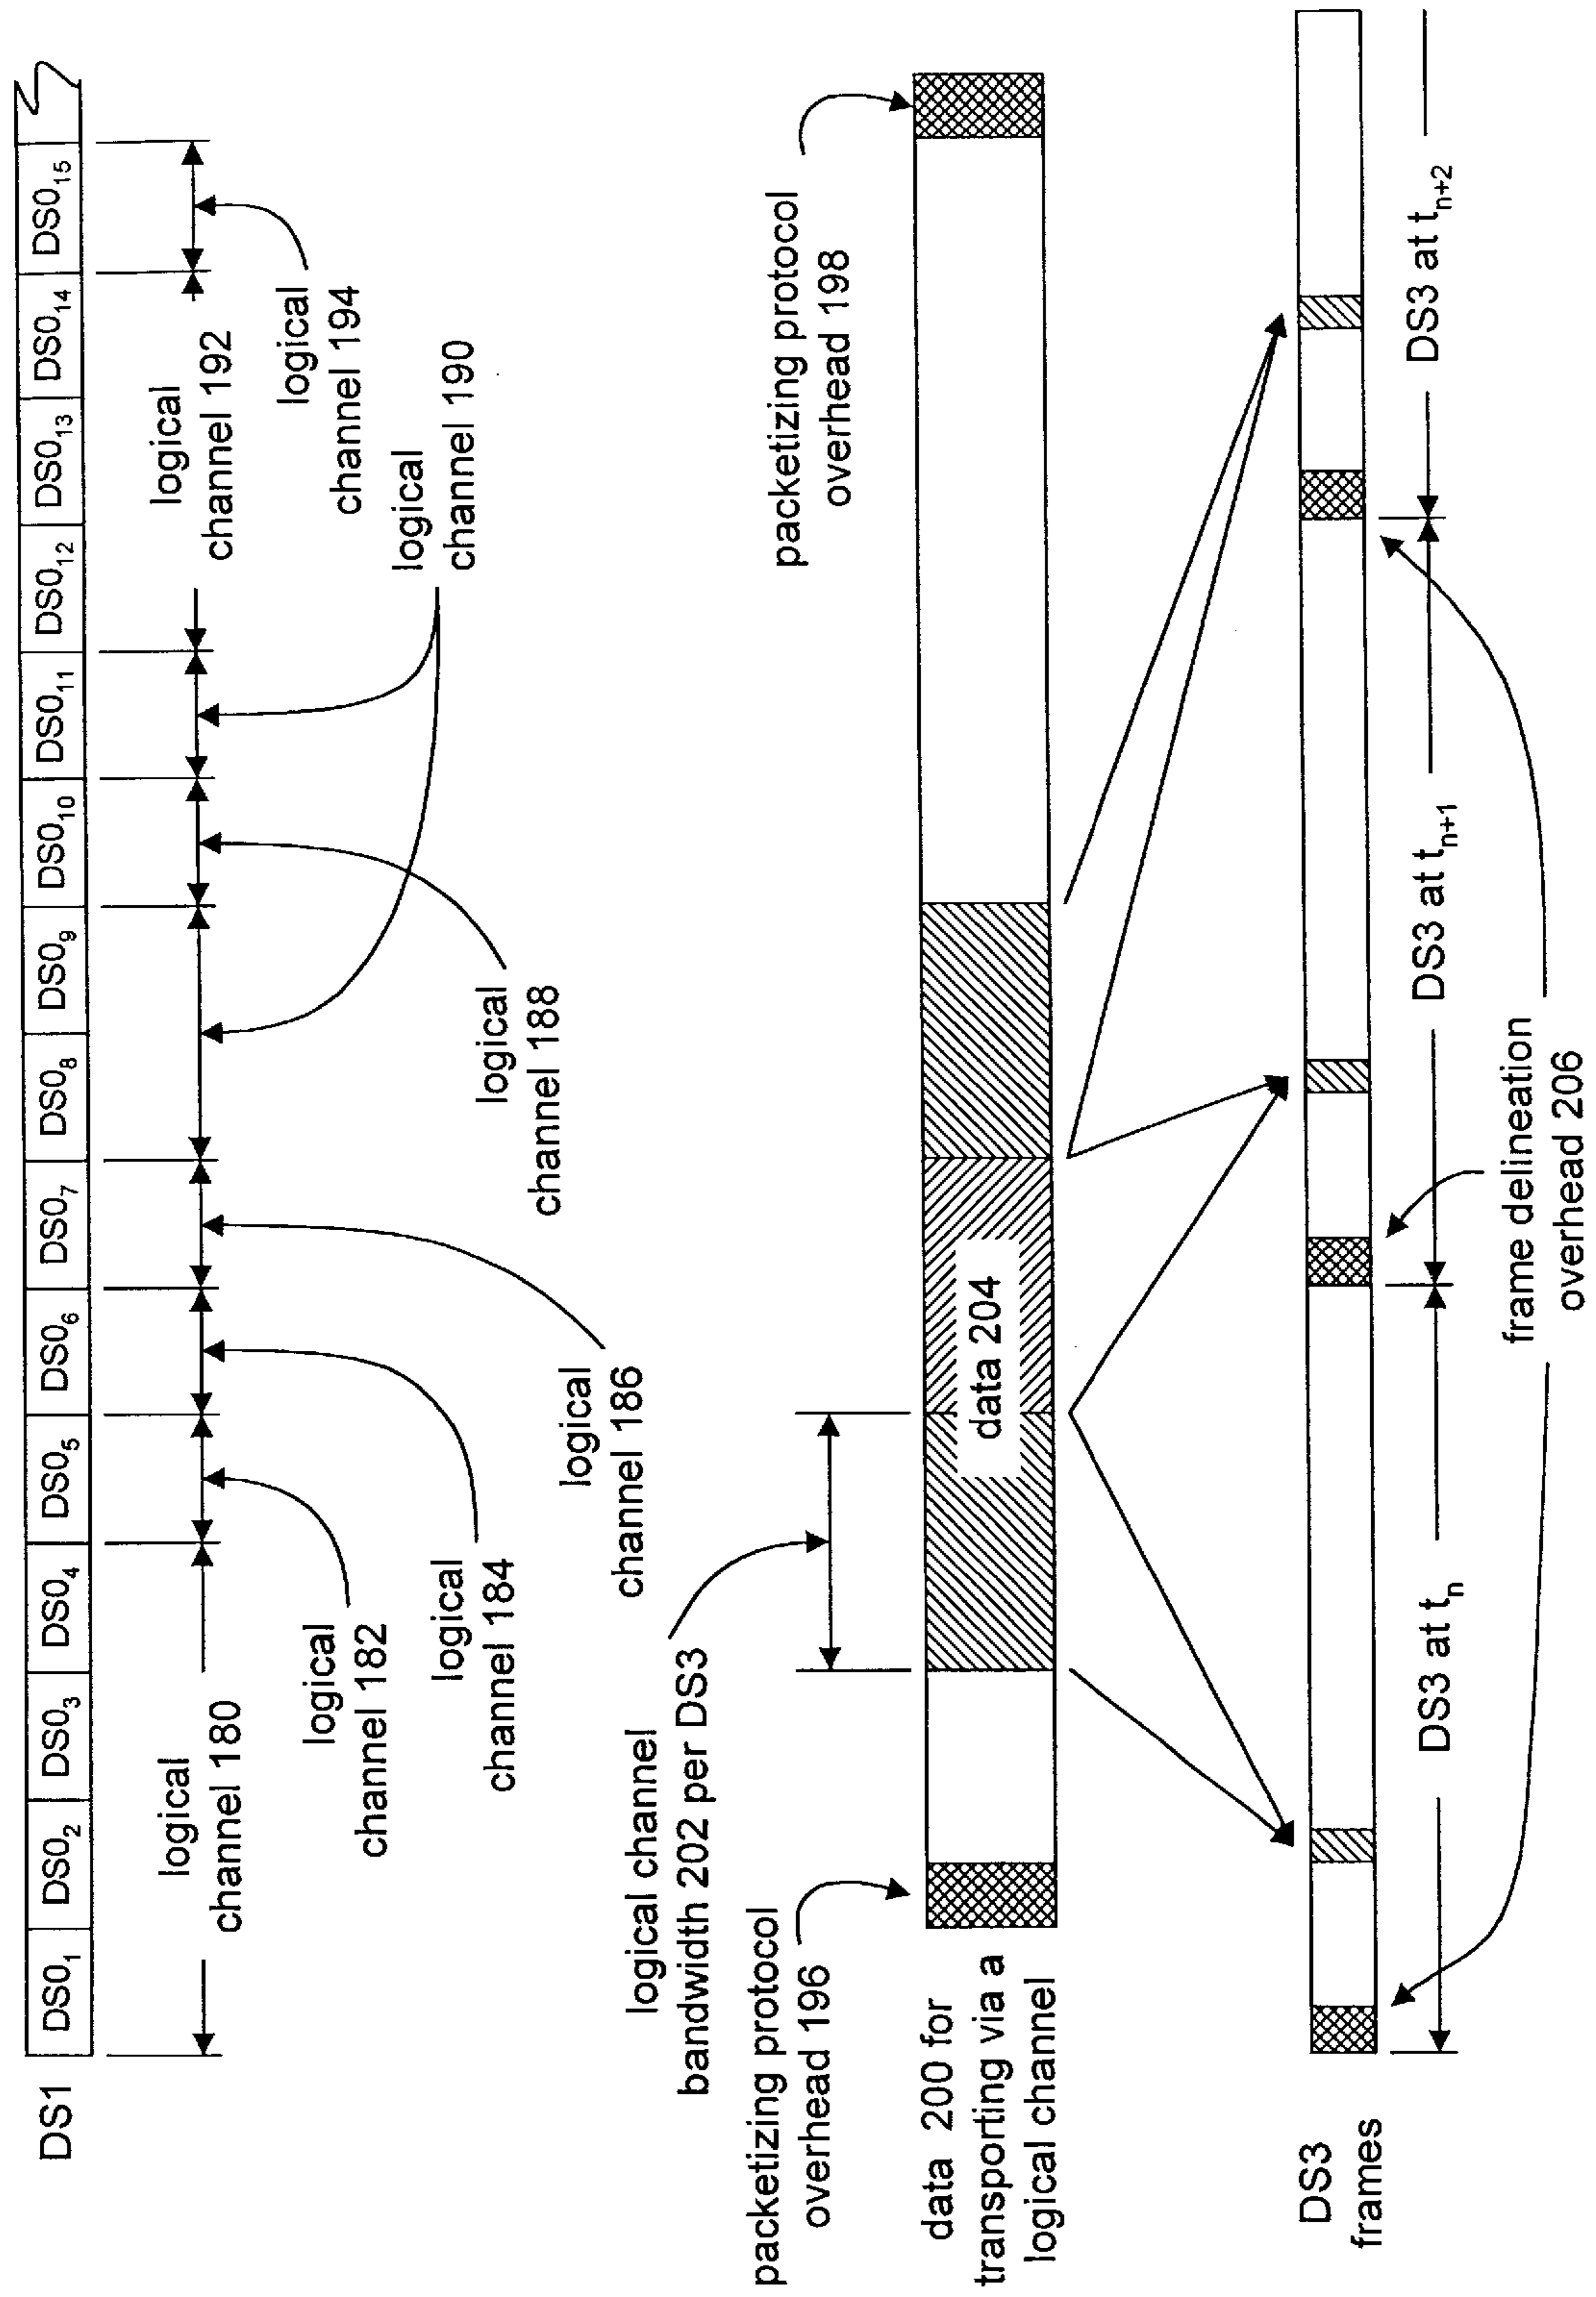 DS1
DS0₁ DS0₂ DS0₃ DS0₄ DS0₅ DS0₆ DS0₇ DS0₈ DS0₉ DS0₁₀ DS0₁₁ DS0₁₂ DS0₁₃ DS0₁₄ DS0₁₅
logical
channel 180
logical
channel 182
logical
channel 184
logical
channel 186
logical
channel 188
logical
channel 190
logical
channel 192
logical
channel 194
logical channel
bandwidth 202 per DS3
packetizing protocol
overhead 196
packetizing protocol
overhead 198
data 200 for
transporting via a
logical channel
data 204
DS3
frames
DS3 at tₙ
DS3 at tₙ₊₁
DS3 at tₙ₊₂
frame delineation
overhead 206